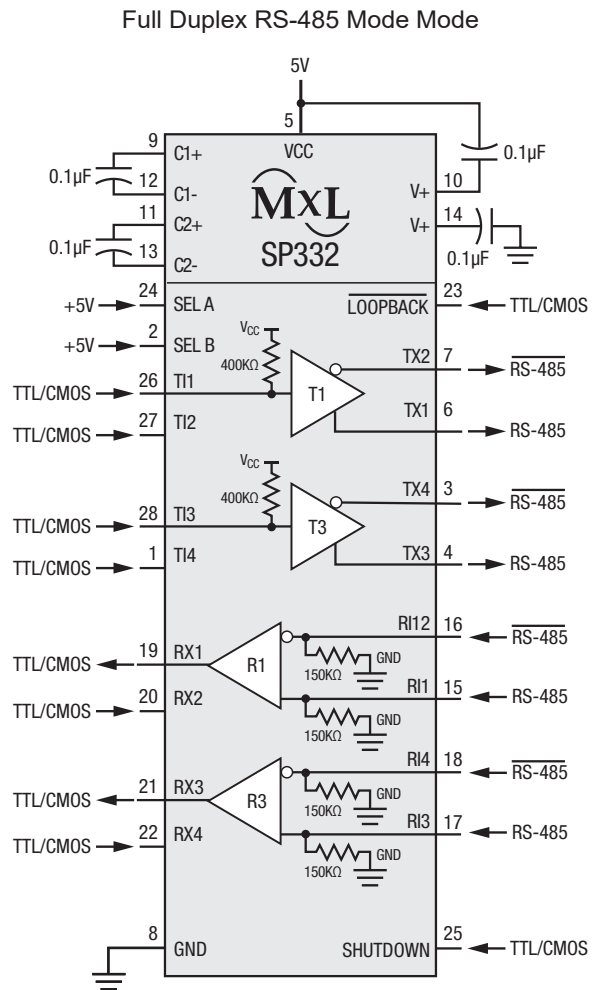 Full Duplex RS-485 Mode Mode
5V
5
VCC
9
C1+
0.1µF
12
C1-
11
C2+
0.1µF
13
C2-
MXL
SP332
0.1µF
10
V+
14
V+
0.1µF
24
+5V
SEL A
2
+5V
SEL B
LOOPBACK
23
TTL/CMOS
VCC
400KΩ
26
TTL/CMOS
TI1
27
TTL/CMOS
TI2
T1
TX2
7
RS-485
TX1
6
RS-485
VCC
400KΩ
28
TTL/CMOS
TI3
1
TTL/CMOS
TI4
T3
TX4
3
RS-485
TX3
4
RS-485
19
TTL/CMOS
RX1
20
TTL/CMOS
RX2
R1
RI12
16
RS-485
GND
150KΩ
RI1
15
RS-485
GND
150KΩ
21
TTL/CMOS
RX3
22
TTL/CMOS
RX4
R3
RI4
18
RS-485
GND
150KΩ
RI3
17
RS-485
GND
150KΩ
8
GND
SHUTDOWN
25
TTL/CMOS